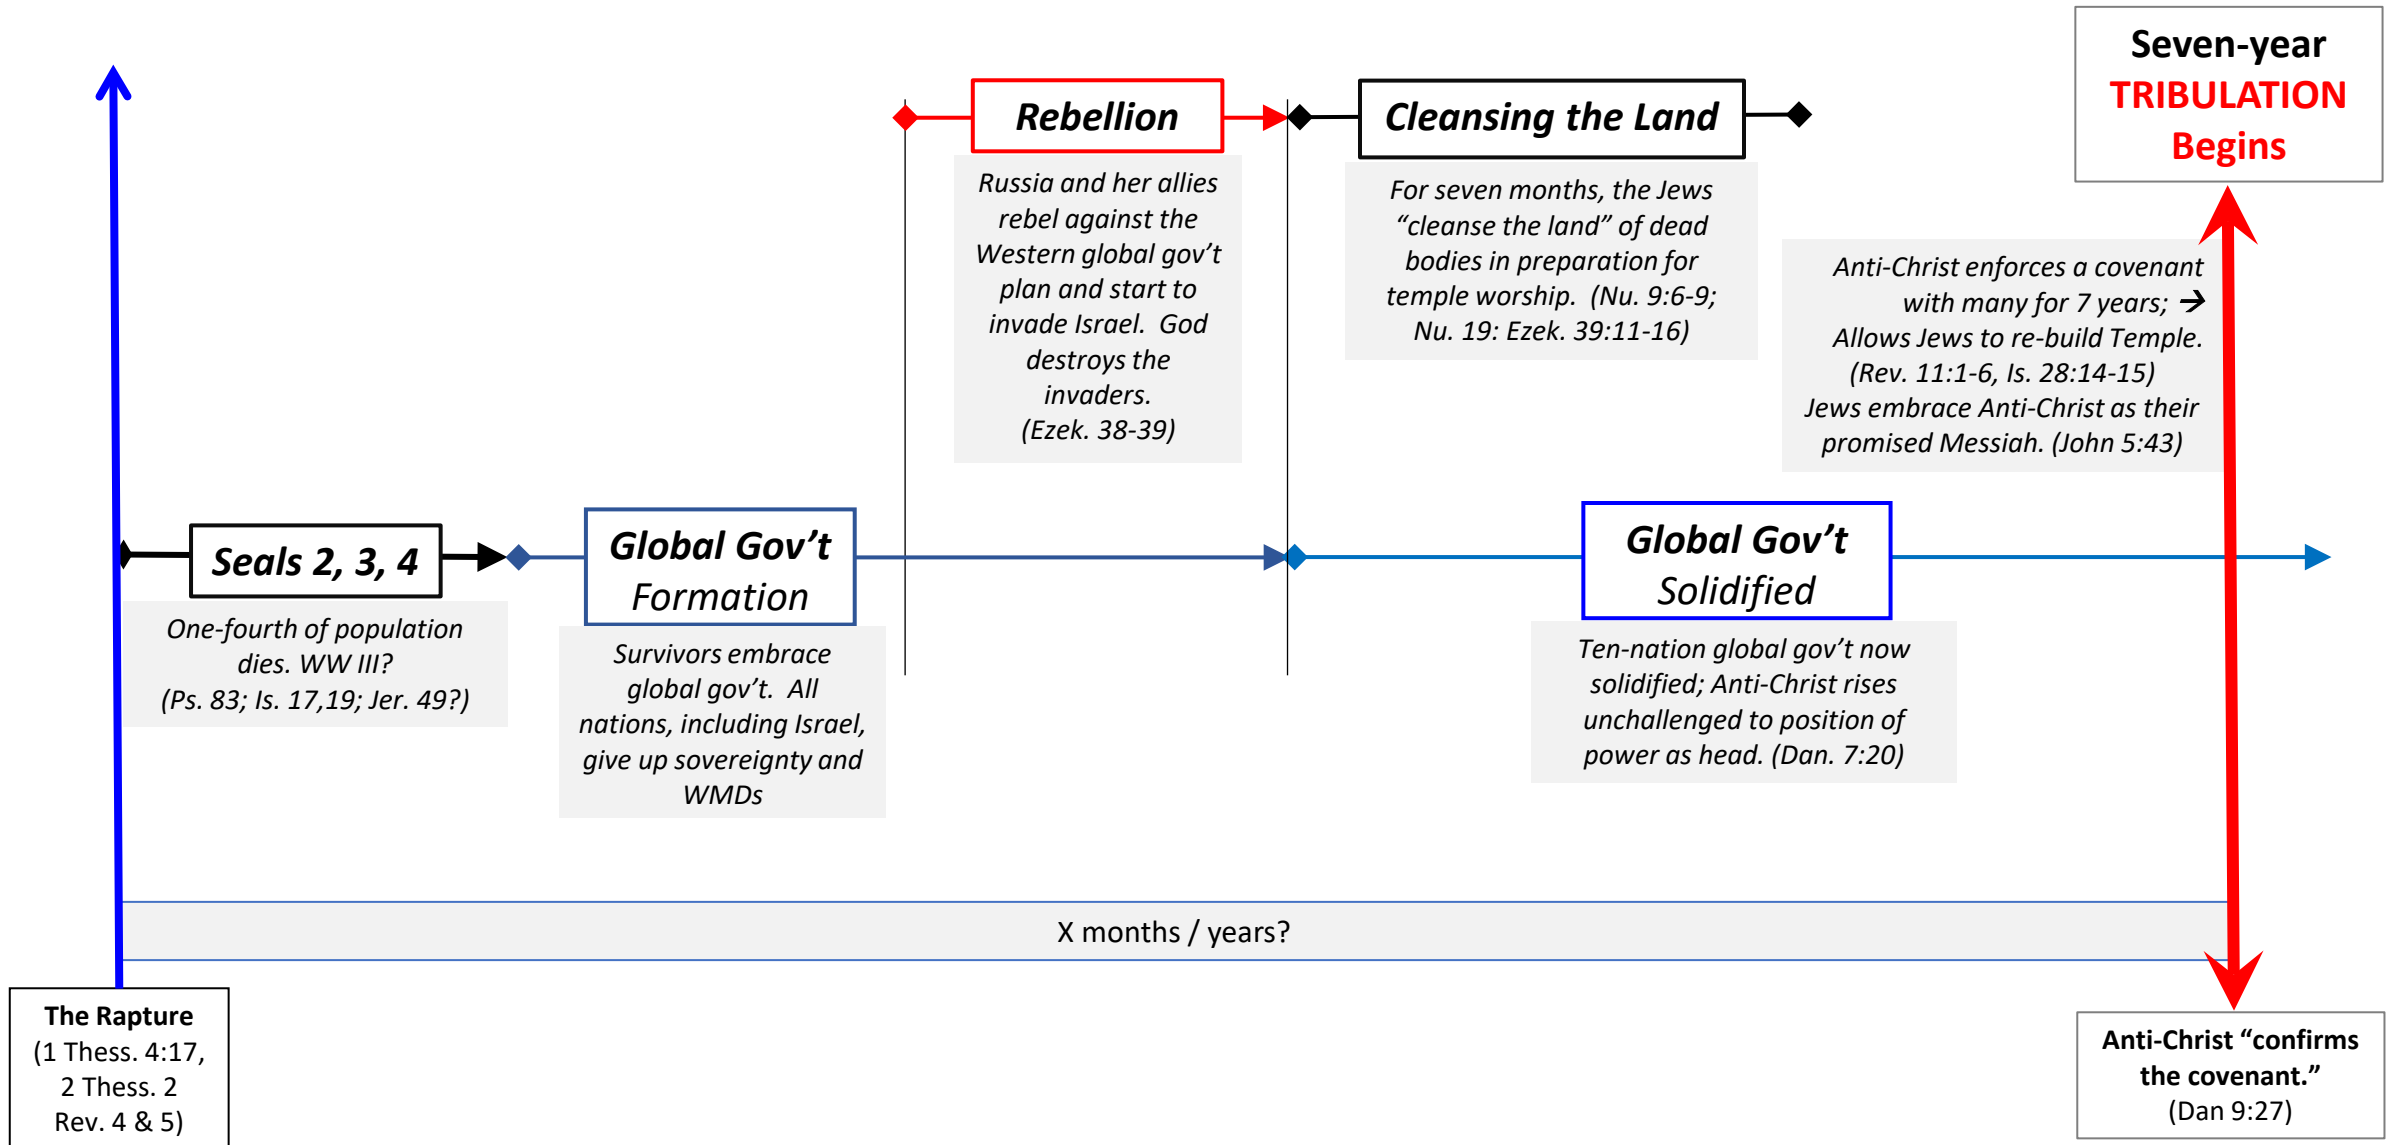 Seven-year
TRIBULATION
Begins
Rebellion
Russia and her allies
rebel against the
Western global gov’t
plan and start to
invade Israel.  God
destroys the
invaders.
(Ezek. 38-39)
Cleansing the Land
For seven months, the Jews
“cleanse the land” of dead
bodies in preparation for
temple worship.  (Nu. 9:6-9;
Nu. 19: Ezek. 39:11-16)
Anti-Christ enforces a covenant
with many for 7 years; →
Allows Jews to re-build Temple.
(Rev. 11:1-6, Is. 28:14-15)
Jews embrace Anti-Christ as their
promised Messiah. (John 5:43)
Seals 2, 3, 4
One-fourth of population
dies. WW III?
(Ps. 83; Is. 17,19; Jer. 49?)
Global Gov’t
Formation
Survivors embrace
global gov’t.  All
nations, including Israel,
give up sovereignty and
WMDs
Global Gov’t
Solidified
Ten-nation global gov’t now
solidified; Anti-Christ rises
unchallenged to position of
power as head. (Dan. 7:20)
X months / years?
The Rapture
(1 Thess. 4:17,
2 Thess. 2
Rev. 4 & 5)
Anti-Christ “confirms
the covenant.”
(Dan 9:27)